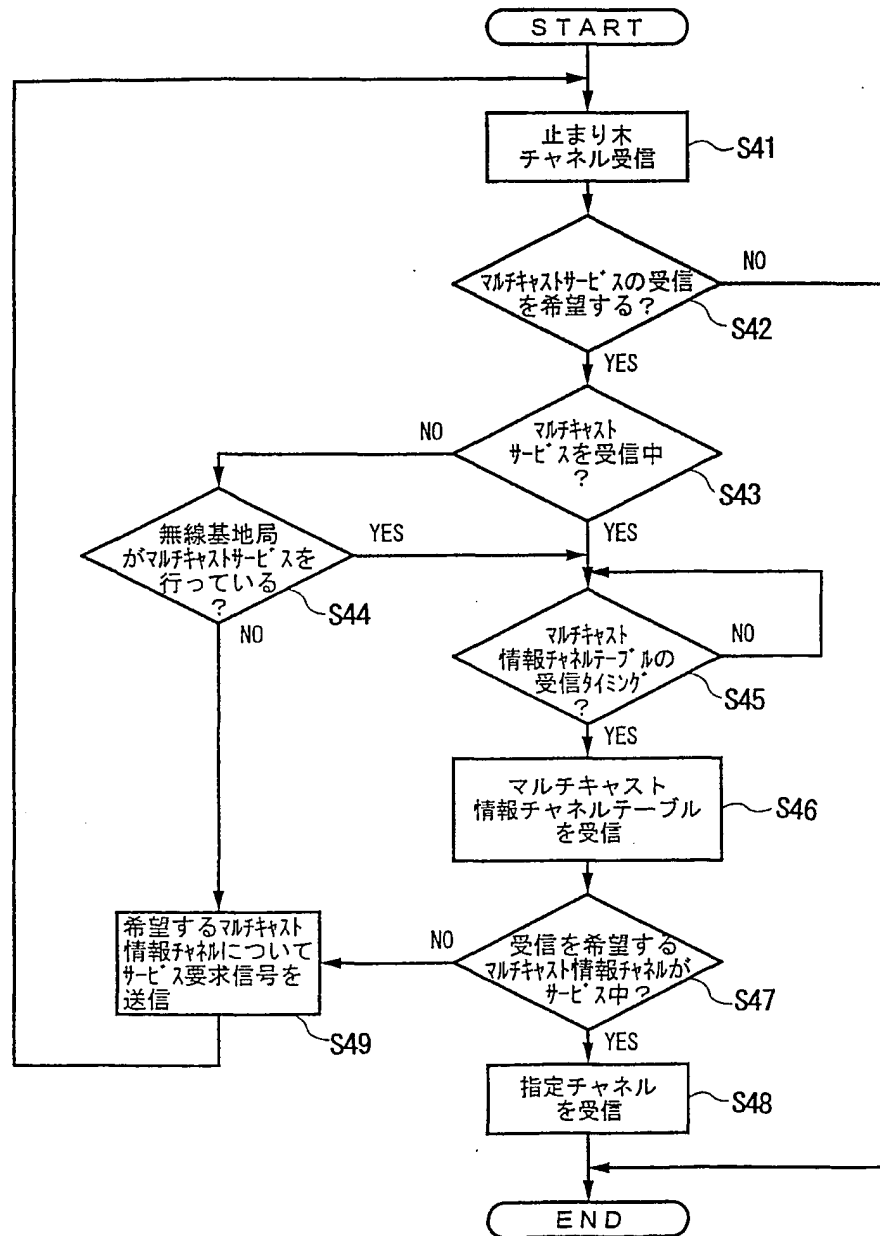 START
止まり木
チャネル受信
S41
マルチキャストサービスの受信
を希望する?
NO
S42
YES
マルチキャスト
サービスを受信中
?
NO
S43
YES
無線基地局
がマルチキャストサービスを
行っている
?
YES
S44
NO
マルチキャスト
情報チャネルテーブルの
受信タイミング
?
NO
S45
YES
マルチキャスト
情報チャネルテーブル
を受信
S46
受信を希望する
マルチキャスト情報チャネルが
サービス中?
NO
S47
YES
希望するマルチキャスト
情報チャネルについて
サービス要求信号を
送信
S49
指定チャネル
を受信
S48
END